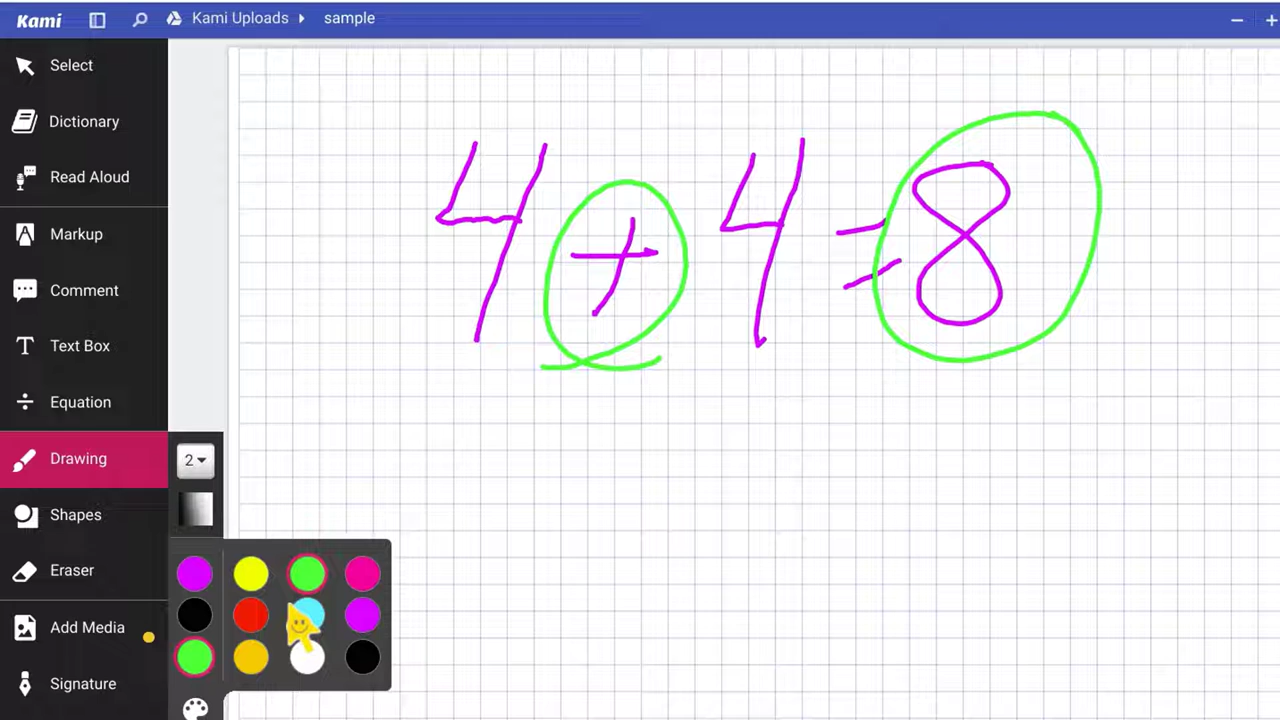 Kami Kami Uploads sample
Select
Dictionary
Read Aloud
Markup
Comment
Text Box
Equation
Drawing
2
Shapes
Eraser
Add Media
Signature
4 + 4 = 8